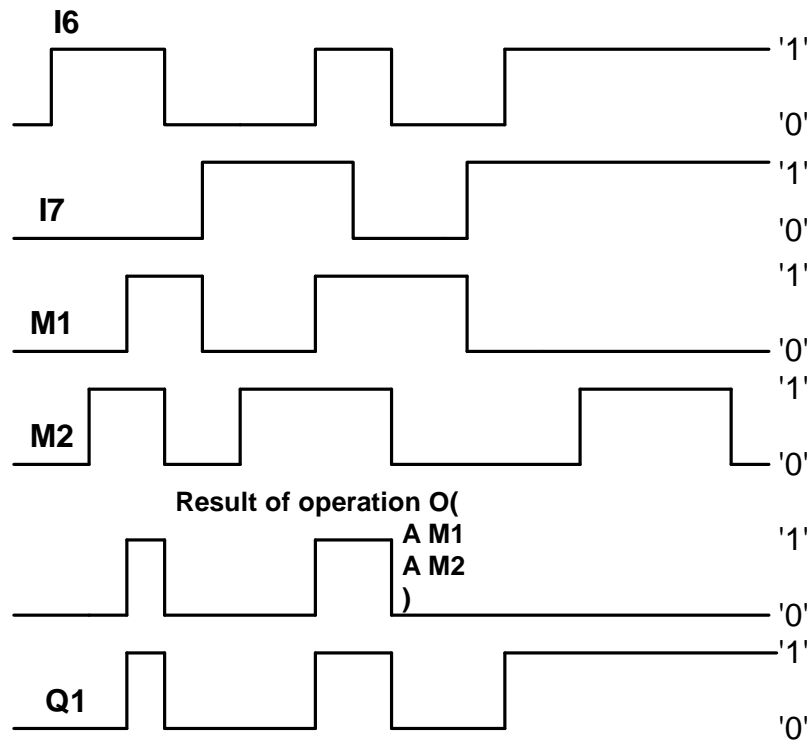 I6
'1'
'0'
'1'
I7
'0'
'1'
M1
'0'
'1'
M2
'0'
Result of operation O(
A M1
'1'
A M2
)
'0'
'1'
Q1
'0'